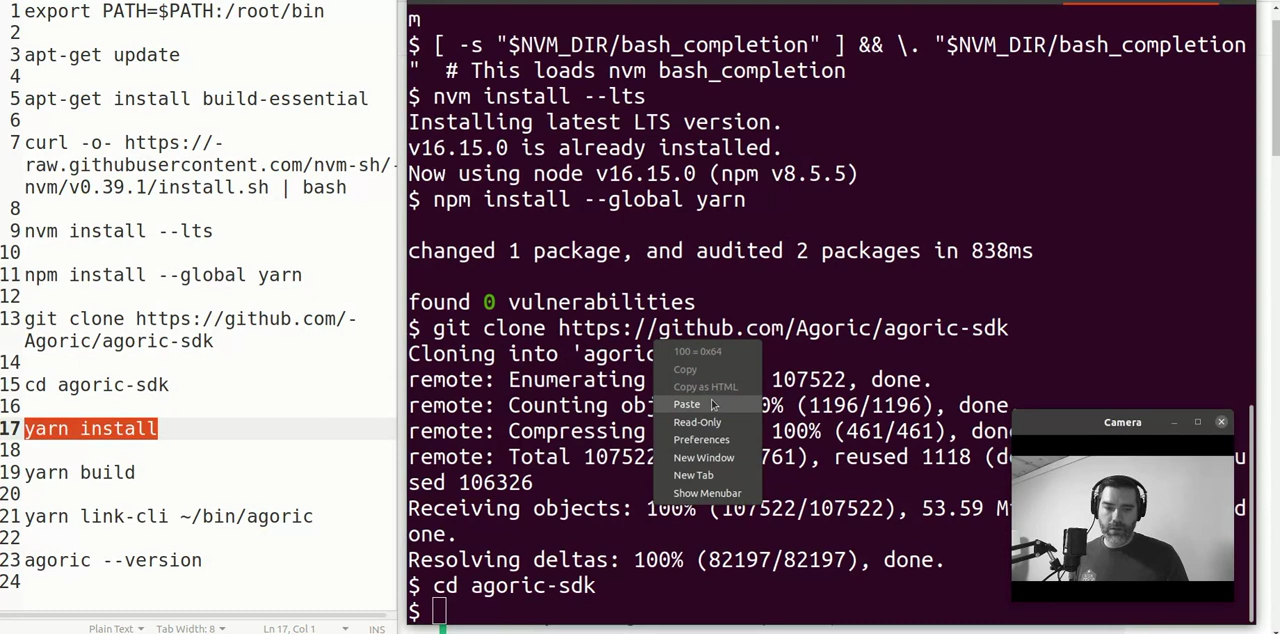 1 export PATH=$PATH:/root/bin
2
3 apt-get update
4
5 apt-get install build-essential
6
7 curl -o- https://-
raw.githubusercontent.com/nvm-sh/-
nvm/v0.39.1/install.sh | bash
8
9 nvm install --lts
10
11 npm install --global yarn
12
13 git clone https://github.com/-
Agoric/agoric-sdk
14
15 cd agoric-sdk
16
17 yarn install
18
19 yarn build
20
21 yarn link-cli ~/bin/agoric
22
23 agoric --version
24
Plain Text Tab Width: 8 Ln 17, Col 1 INS
m
$ [ -s "$NVM_DIR/bash_completion" ] && \. "$NVM_DIR/bash_completion
" # This loads nvm bash_completion
$ nvm install --lts
Installing latest LTS version.
v16.15.0 is already installed.
Now using node v16.15.0 (npm v8.5.5)
$ npm install --global yarn
changed 1 package, and audited 2 packages in 838ms
found 0 vulnerabilities
$ git clone https://github.com/Agoric/agoric-sdk
Cloning into 'agoric
remote: Enumerating 107522, done.
remote: Counting obj 0% (1196/1196), done.
remote: Compressing 100% (461/461), done
remote: Total 107522 761), reused 1118 (de u
sed 106326
Receiving objects: 100% (107522/107522), 53.59 M d
one.
Resolving deltas: 100% (82197/82197), done.
$ cd agoric-sdk
$
100 = 0x64
Copy
Copy as HTML
Paste
Read-Only
Preferences
New Window
New Tab
Show Menubar
Camera